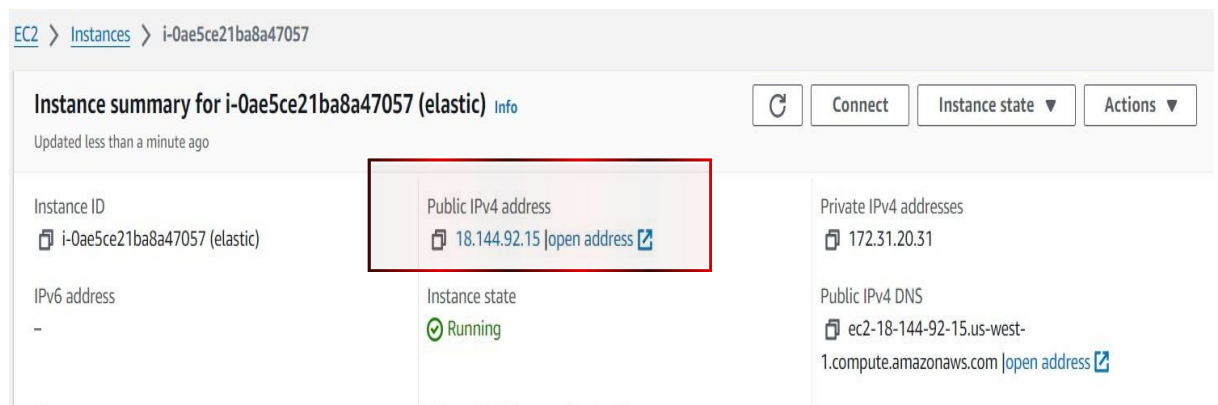 EC2 > Instances > i-0ae5ce21ba8a47057
Instance summary for i-0ae5ce21ba8a47057 (elastic) Info
Connect
Instance state ▼
Actions ▼
Updated less than a minute ago
Instance ID
i-0ae5ce21ba8a47057 (elastic)
Public IPv4 address
18.144.92.15 |open address
Private IPv4 addresses
172.31.20.31
IPv6 address
–
Instance state
Running
Public IPv4 DNS
ec2-18-144-92-15.us-west-
1.compute.amazonaws.com |open address